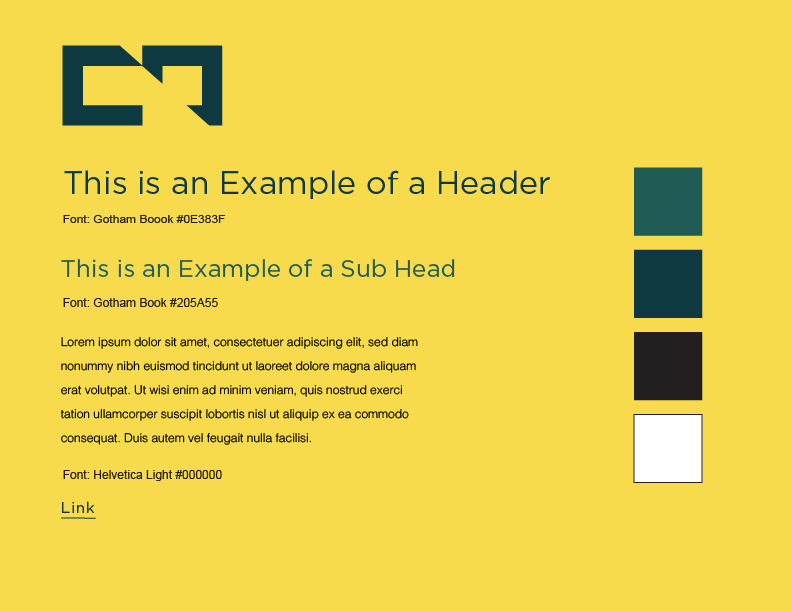 This is an Example of a Header
Font: Gotham Boook #0E383F
This is an Example of a Sub Head
Font: Gotham Book #205A55
Lorem ipsum dolor sit amet, consectetuer adipiscing elit, sed diam
nonummy nibh euismod tincidunt ut laoreet dolore magna aliquam
erat volutpat. Ut wisi enim ad minim veniam, quis nostrud exerci
tation ullamcorper suscipit lobortis nisl ut aliquip ex ea commodo
consequat. Duis autem vel feugait nulla facilisi.
Font: Helvetica Light #000000
Link